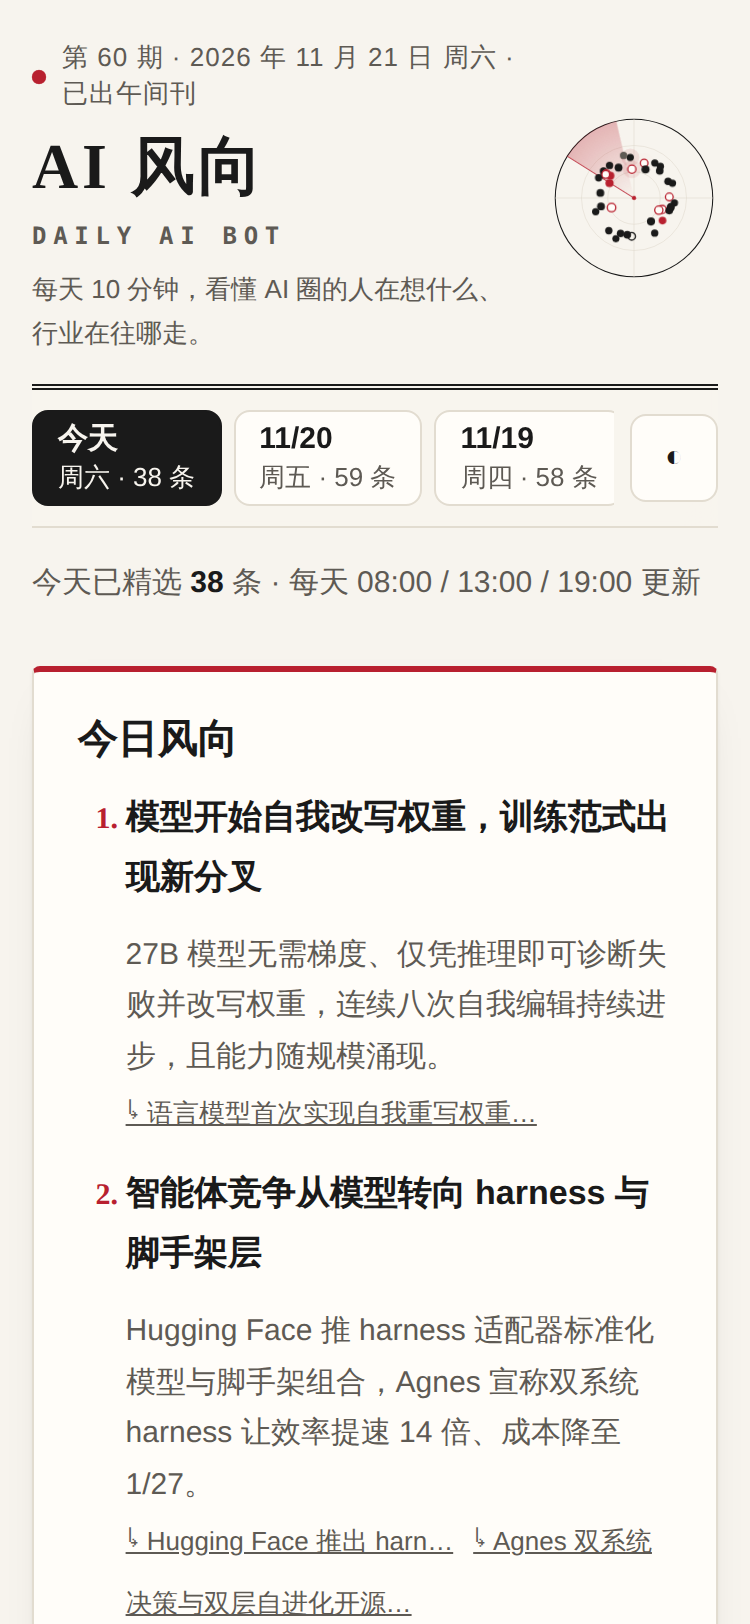 第 60 期 · 2026 年 11 月 21 日 周六 ·
已出午间刊
AI 风向
DAILY AI BOT
每天 10 分钟，看懂 AI 圈的人在想什么、
行业在往哪走。
今天
周六 · 38 条
11/20
周五 · 59 条
11/19
周四 · 58 条
今天已精选 38 条 · 每天 08:00 / 13:00 / 19:00 更新
今日风向
1. 模型开始自我改写权重，训练范式出
现新分叉
27B 模型无需梯度、仅凭推理即可诊断失
败并改写权重，连续八次自我编辑持续进
步，且能力随规模涌现。
↳ 语言模型首次实现自我重写权重…
2. 智能体竞争从模型转向 harness 与
脚手架层
Hugging Face 推 harness 适配器标准化
模型与脚手架组合，Agnes 宣称双系统
harness 让效率提速 14 倍、成本降至
1/27。
↳ Hugging Face 推出 harn… ↳ Agnes 双系统
决策与双层自进化开源…